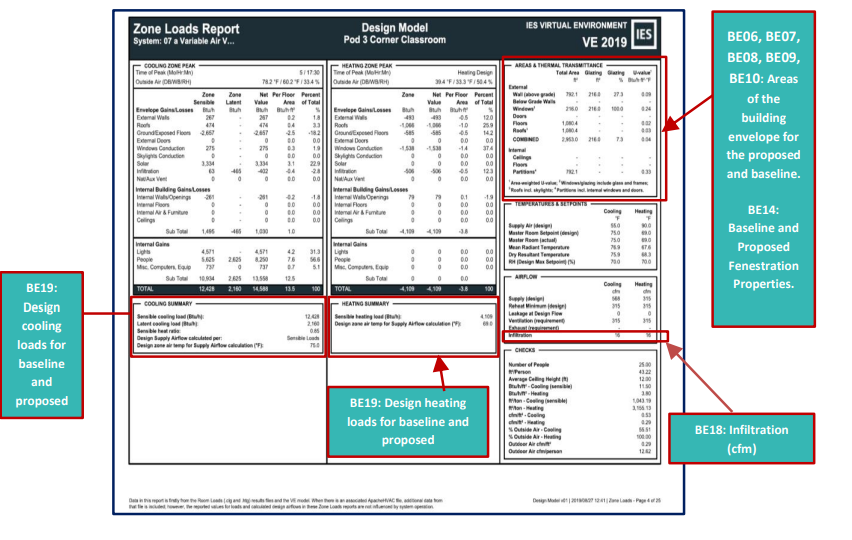 Zone Loads Report
System: 07 a Variable Air V...
Design Model
Pod 3 Corner Classroom
IES VIRTUAL ENVIRONMENT
VE 2019
IES
COOLING ZONE PEAK
Time of Peak (Mo/Hr:Mn) 5 / 17:30
Outside Air (DB/WB/RH) 78.2 °F / 60.2 °F / 33.4 %
Zone Zone Net Per Floor Percent
Sensible Latent Value Area of Total
Envelope Gains/Losses Btu/h Btu/h Btu/h Btu/h·ft² %
External Walls 267 - 267 0.2 1.8
Roofs 474 - 474 0.4 3.3
Ground/Exposed Floors -2,657 - -2,657 -2.5 -18.2
External Doors 0 - 0 0.0 0.0
Windows Conduction 275 - 275 0.3 1.9
Skylights Conduction 0 - 0 0.0 0.0
Solar 3,334 - 3,334 3.1 22.9
Infiltration 63 -465 -402 -0.4 -2.8
Nat/Aux Vent 0 0 0 0.0 0.0
Internal Building Gains/Losses
Internal Walls/Openings -261 - -261 -0.2 -1.8
Internal Floors 0 - 0 0.0 0.0
Internal Air & Furniture 0 - 0 0.0 0.0
Ceilings 0 - 0 0.0 0.0
Sub Total 1,495 -465 1,030 1.0
Internal Gains
Lights 4,571 - 4,571 4.2 31.3
People 5,625 2,625 8,250 7.6 56.6
Misc, Computers, Equip 737 0 737 0.7 5.1
Sub Total 10,934 2,625 13,558 12.5
TOTAL 12,428 2,160 14,588 13.5 100
COOLING SUMMARY
Sensible cooling load (Btu/h): 12,428
Latent cooling load (Btu/h): 2,160
Sensible heat ratio: 0.85
Design Supply Airflow calculated per: Sensible Loads
Design zone air temp for Supply Airflow calculation (°F): 75.0
HEATING ZONE PEAK
Time of Peak (Mo/Hr:Mn) Heating Design
Outside Air (DB/WB/RH) 39.4 °F / 33.3 °F / 50.4 %
Zone Net Per Floor Percent
Value Area of Total
Envelope Gains/Losses Btu/h Btu/h Btu/h·ft² %
External Walls -493 -493 -0.5 12.0
Roofs -1,066 -1,066 -1.0 25.9
Ground/Exposed Floors -585 -585 -0.5 14.2
External Doors 0 0 0.0 0.0
Windows Conduction -1,538 -1,538 -1.4 37.4
Skylights Conduction 0 0 0.0 0.0
Solar 0 0 0.0 0.0
Infiltration -506 -506 -0.5 12.3
Nat/Aux Vent 0 0 0.0 0.0
Internal Building Gains/Losses
Internal Walls/Openings 79 79 0.1 -1.9
Internal Floors 0 0 0.0 0.0
Internal Air & Furniture 0 0 0.0 0.0
Ceilings 0 0 0.0 0.0
Sub Total -4,109 -4,109 -3.8
Internal Gains
Lights 0 0 0.0 0.0
People 0 0 0.0 0.0
Misc, Computers, Equip 0 0 0.0 0.0
Sub Total 0 0 0.0
TOTAL -4,109 -4,109 -3.8 100
HEATING SUMMARY
Sensible heating load (Btu/h): 4,109
Design zone air temp for Supply Airflow calculation (°F): 69.0
AREAS & THERMAL TRANSMITTANCE
Total Area Glazing Glazing U-value¹
ft² ft² % Btu/h·ft²·°F
External
Wall (above grade) 792.1 216.0 27.3 0.09
Below Grade Walls - - - -
Windows² 216.0 216.0 100.0 0.24
Doors - - - -
Floors 1,080.4 - - 0.02
Roofs³ 1,080.4 - - 0.03
COMBINED 2,953.0 216.0 7.3 0.04
Internal
Ceilings - - - -
Floors - - - -
Partitions⁴ 792.1 - - 0.33
¹ Area-weighted U-value; ² Windows/glazing include glass and frames;
³ Roofs incl. skylights; ⁴ Partitions incl. internal windows and doors.
TEMPERATURES & SETPOINTS
Cooling Heating
°F °F
Supply Air (design) 55.0 90.0
Master Room Setpoint (design) 75.0 69.0
Master Room (actual) 75.0 69.0
Mean Radiant Temperature 76.9 67.6
Dry Resultant Temperature 75.9 68.3
RH (Design Max Setpoint) (%) 70.0 70.0
AIRFLOW
Cooling Heating
cfm cfm
Supply (design) 568 315
Reheat Minimum (design) 315 315
Leakage at Design Flow 0 0
Ventilation (requirement) 315 315
Exhaust (requirement) - -
Infiltration 16 16
CHECKS
Number of People 25.00
ft²/Person 43.22
Average Ceiling Height (ft) 12.00
Btu/h/ft² - Cooling (sensible) 11.50
Btu/h/ft² - Heating 3.80
ft²/ton - Cooling (sensible) 1,043.19
ft²/ton - Heating 3,155.13
cfm/ft² - Cooling 0.53
cfm/ft² - Heating 0.29
% Outside Air - Cooling 55.51
% Outside Air - Heating 100.00
Outdoor Air cfm/ft² 0.29
Outdoor Air cfm/person 12.62
Data in this report is firstly from the Room Loads (.clg and .htg) results files and the VE model. When there is an associated ApacheHVAC file, additional data from
that file is included; however, the reported values for loads and calculated design airflows in these Zone Loads reports are not influenced by system operation.
Design Model v01 | 2019/08/27 12:41 | Zone Loads - Page 4 of 25
BE19:
Design
cooling
loads for
baseline
and
proposed
BE19: Design heating
loads for baseline and
proposed
BE06, BE07,
BE08, BE09,
BE10: Areas
of the
building
envelope for
the proposed
and baseline.
BE14:
Baseline and
Proposed
Fenestration
Properties.
BE18: Infiltration
(cfm)